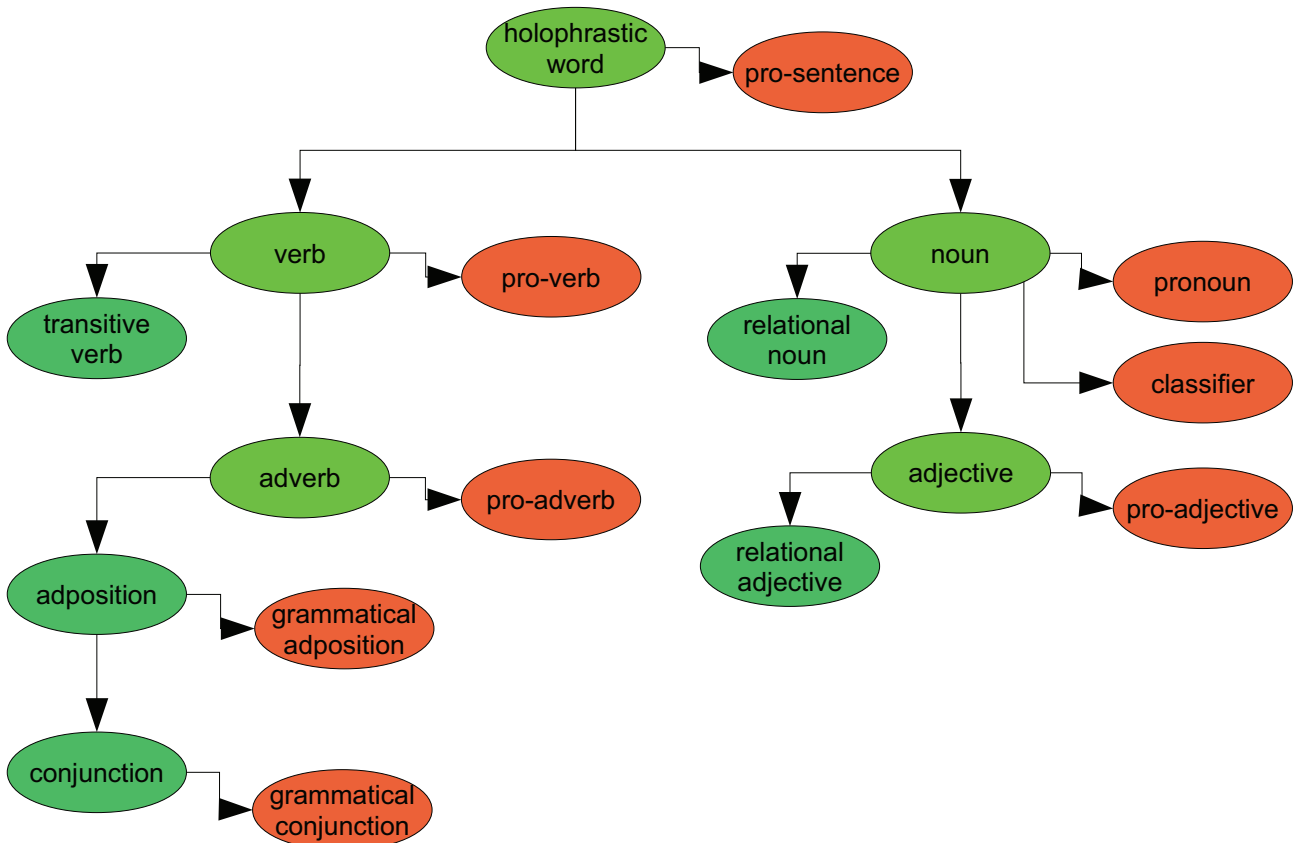 holophrastic
word
pro-sentence
verb
noun
pro-verb
pronoun
transitive
verb
relational
noun
classifier
adverb
adjective
pro-adverb
pro-adjective
relational
adjective
adposition
grammatical
adposition
conjunction
grammatical
conjunction